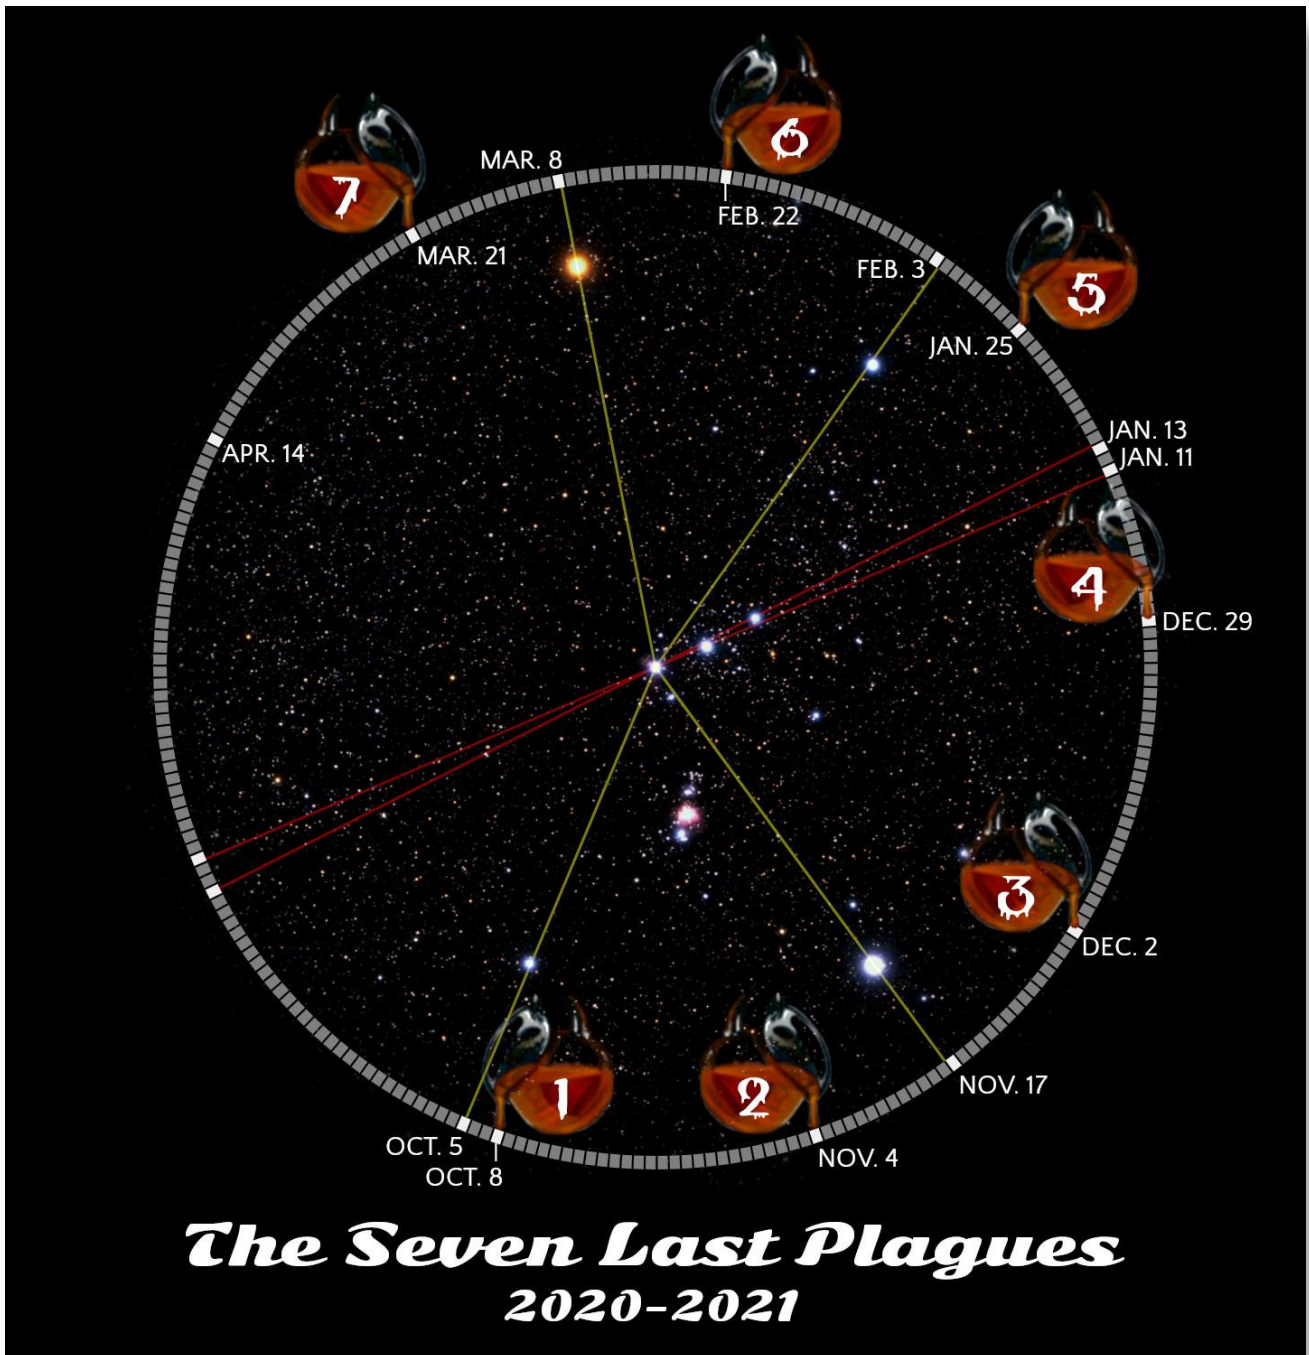 6
7
MAR. 8
FEB. 22
MAR. 21
FEB. 3
5
JAN. 25
JAN. 13
JAN. 11
APR. 14
4
DEC. 29
3
DEC. 2
NOV. 17
1
2
OCT. 5
OCT. 8
NOV. 4
The Seven Last Plagues
2020-2021